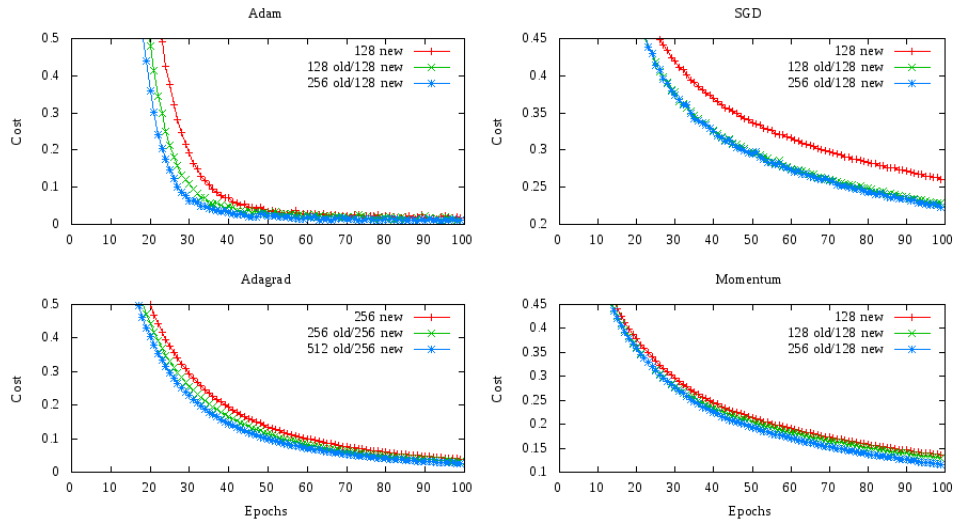 Adam
Cost
0.5
0.4
0.3
0.2
0.1
0
128 new
128 old/128 new
256 old/128 new
0 10 20 30 40 50 60 70 80 90 100
SGD
Cost
0.45
0.4
0.35
0.3
0.25
0.2
128 new
128 old/128 new
256 old/128 new
0 10 20 30 40 50 60 70 80 90 100
Adagrad
Cost
0.5
0.4
0.3
0.2
0.1
0
256 new
256 old/256 new
512 old/256 new
0 10 20 30 40 50 60 70 80 90 100
Epochs
Momentum
Cost
0.45
0.4
0.35
0.3
0.25
0.2
0.15
0.1
128 new
128 old/128 new
256 old/128 new
0 10 20 30 40 50 60 70 80 90 100
Epochs